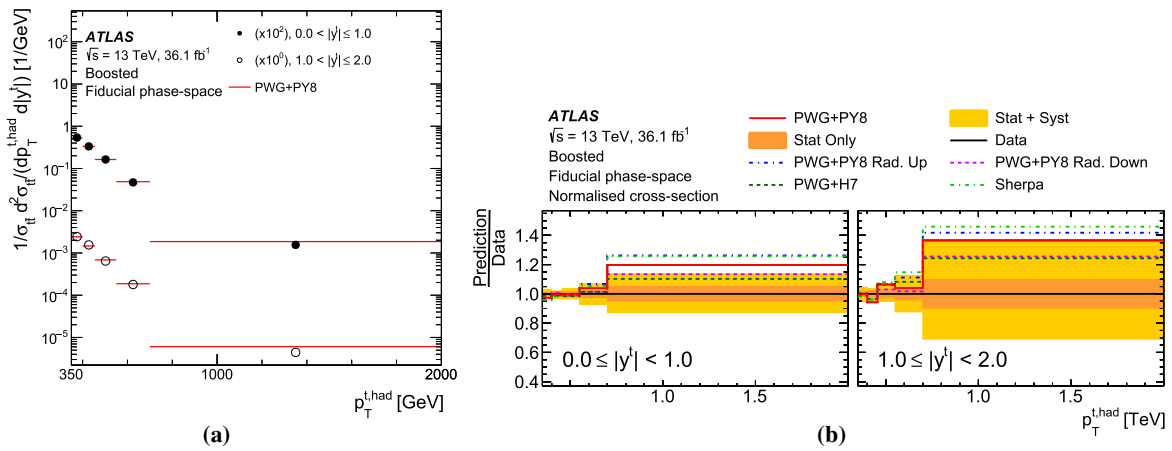 1/σ_tt̄ d²σ_tt̄/(dp_T^t,had d|y^t|) [1/GeV]
10²
10
1
10⁻¹
10⁻²
10⁻³
10⁻⁴
10⁻⁵
ATLAS
√s = 13 TeV, 36.1 fb⁻¹
Boosted
Fiducial phase-space
(x10²), 0.0 < |y^t| ≤ 1.0
(x10⁰), 1.0 < |y^t| ≤ 2.0
PWG+PY8
350 1000 2000
p_T^t,had [GeV]
(a)
ATLAS
√s = 13 TeV, 36.1 fb⁻¹
Boosted
Fiducial phase-space
Normalised cross-section
PWG+PY8
Stat Only
PWG+PY8 Rad. Up
PWG+H7
Stat + Syst
Data
PWG+PY8 Rad. Down
Sherpa
Prediction
Data
1.4
1.2
1.0
0.8
0.6
0.4
0.0 ≤ |y^t| < 1.0
1.0 ≤ |y^t| < 2.0
1.0 1.5 1.0 1.5
p_T^t,had [TeV]
(b)